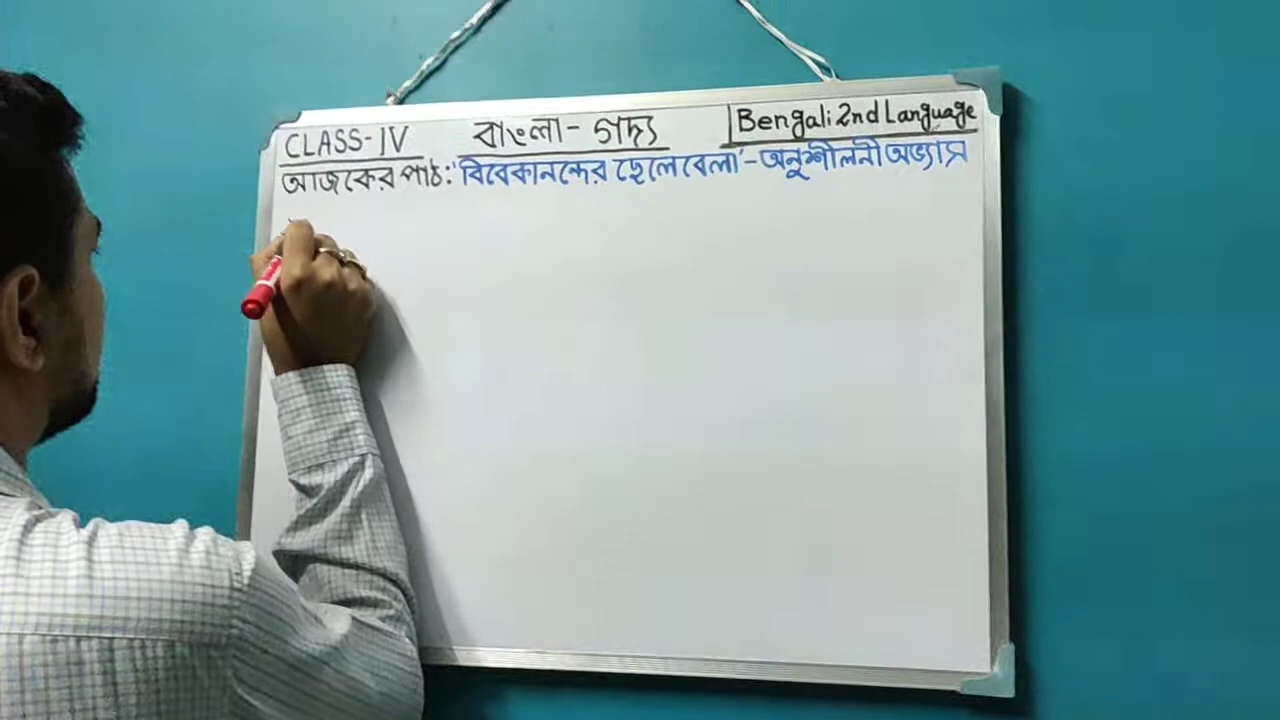 CLASS-IV বাংলা - গদ্য Bengali 2nd Language
আজকের পাঠ: 'বিবেকানন্দের ছেলেবেলা' - অনুশীলনী অভ্যাস